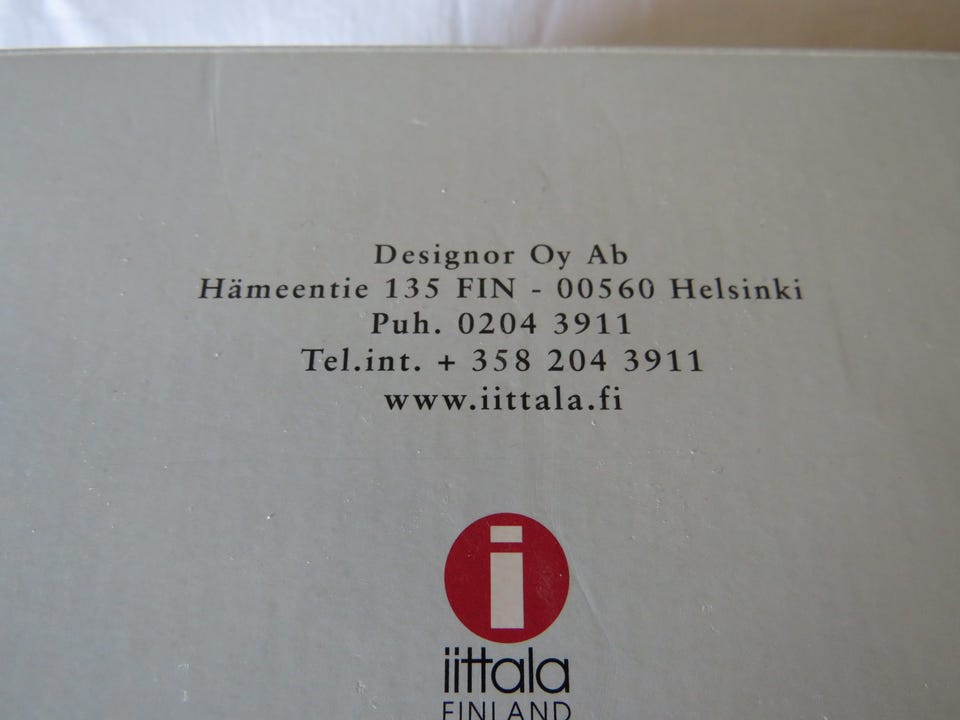 Designor Oy Ab
Hämeentie 135 FIN - 00560 Helsinki
Puh. 0204 3911
Tel.int. + 358 204 3911
www.iittala.fi
i
iittala
FINLAND